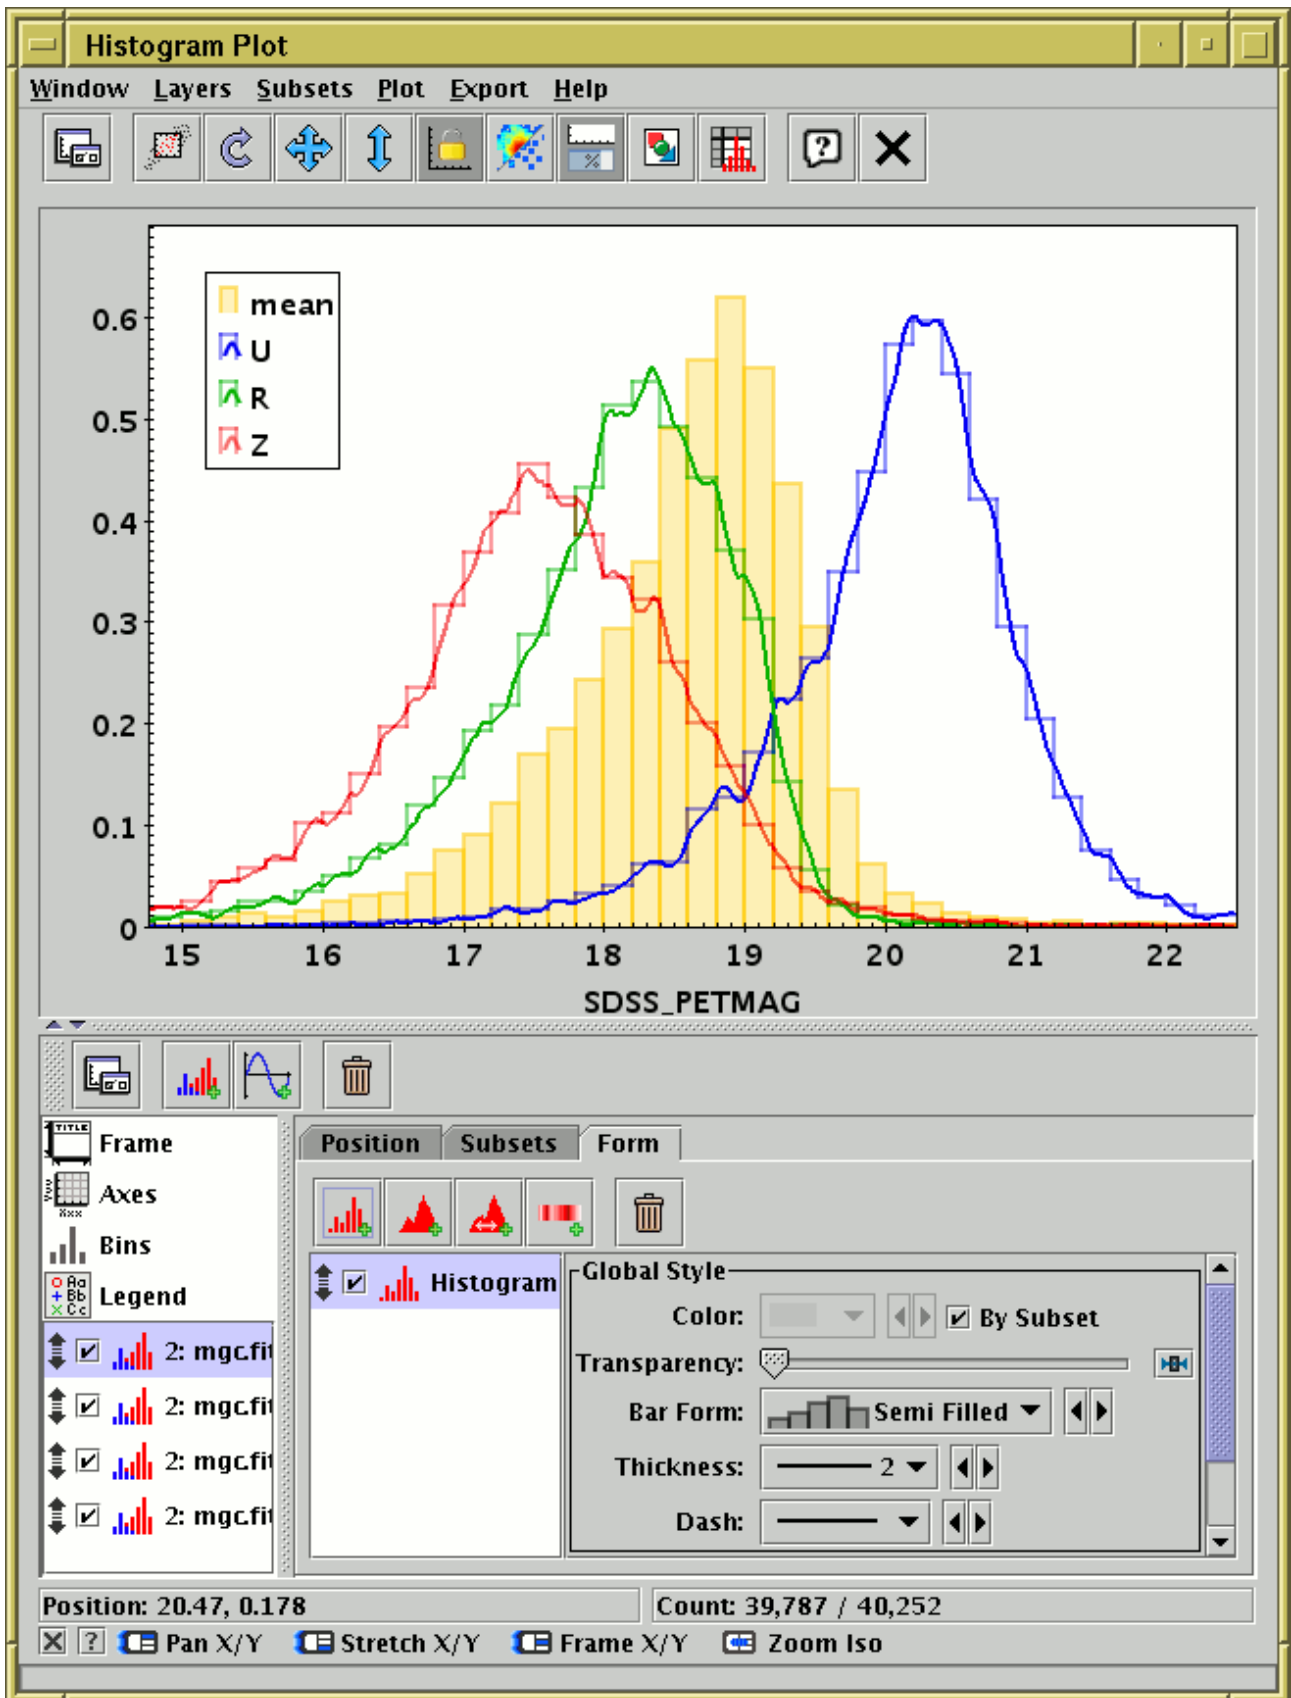 Histogram Plot
Window Layers Subsets Plot Export Help
mean
U
R
Z
0.6
0.5
0.4
0.3
0.2
0.1
0
15 16 17 18 19 20 21 22
SDSS_PETMAG
Frame
Axes
Bins
Legend
2: mgc.fit
2: mgc.fit
2: mgc.fit
2: mgc.fit
Position Subsets Form
Histogram
Global Style
Color: By Subset
Transparency:
Bar Form: Semi Filled
Thickness: 2
Dash:
Position: 20.47, 0.178 Count: 39,787 / 40,252
Pan X/Y Stretch X/Y Frame X/Y Zoom Iso